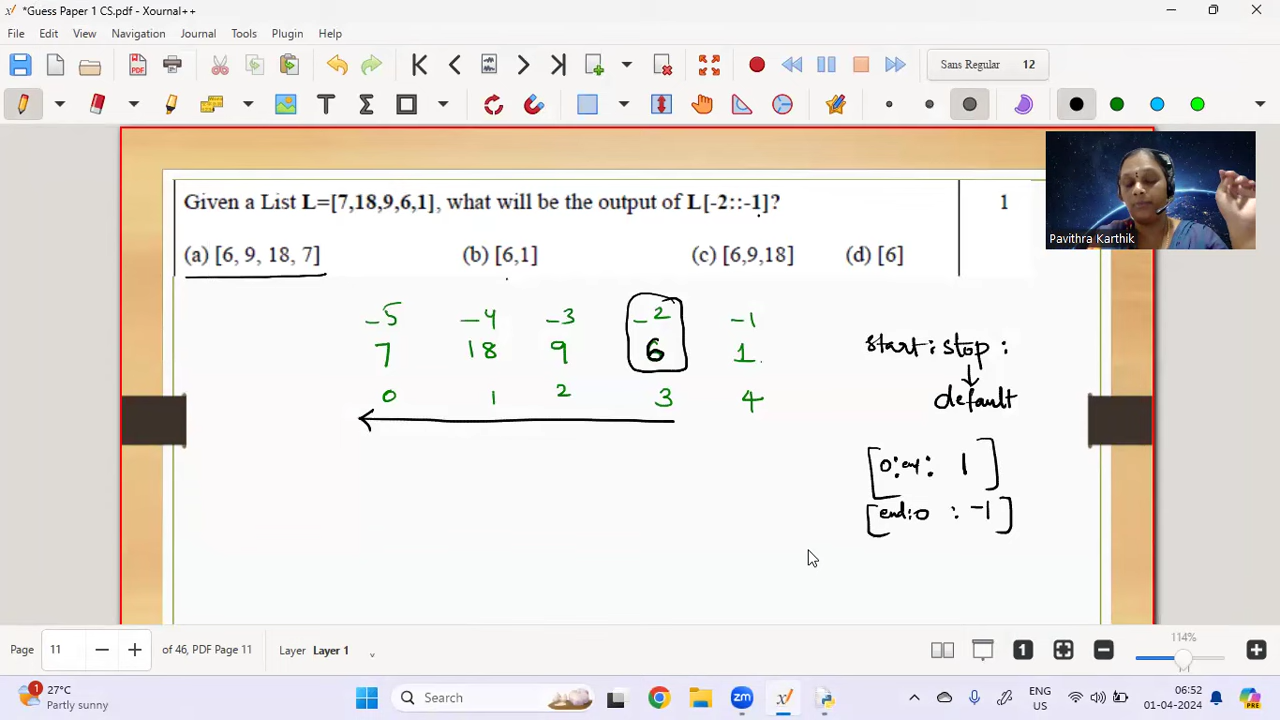 *Guess Paper 1 CS.pdf - Xournal++
File Edit View Navigation Journal Tools Plugin Help
Sans Regular 12
Given a List L=[7,18,9,6,1], what will be the output of L[-2::-1]? 1
(a) [6, 9, 18, 7] (b) [6,1] (c) [6,9,18] (d) [6]
Pavithra Karthik
-5 -4 -3 -2 -1
7 18 9 6 1
0 1 2 3 4
start: stop :
default
[0:end: 1]
[end:0 : -1]
Page 11 of 46, PDF Page 11 Layer Layer 1 114%
1
27°C
Partly sunny
Search
zm
ENG
US
06:52
01-04-2024
PRE